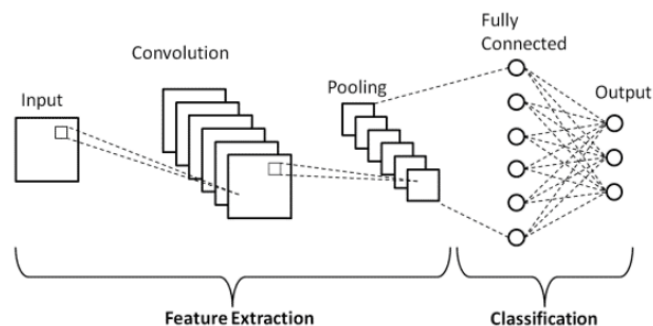 Input
Convolution
Pooling
Fully
Connected
Output
Feature Extraction
Classification